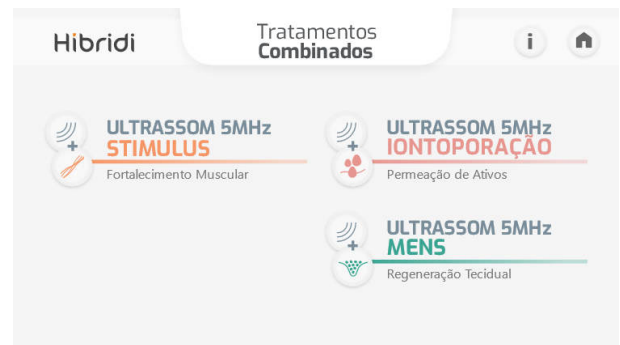 Hibridi
Tratamentos
Combinados
i
ULTRASSOM 5MHz
+
STIMULUS
Fortalecimento Muscular
ULTRASSOM 5MHz
+
IONTOPORAÇÃO
Permeação de Ativos
ULTRASSOM 5MHz
+
MENS
Regeneração Tecidual